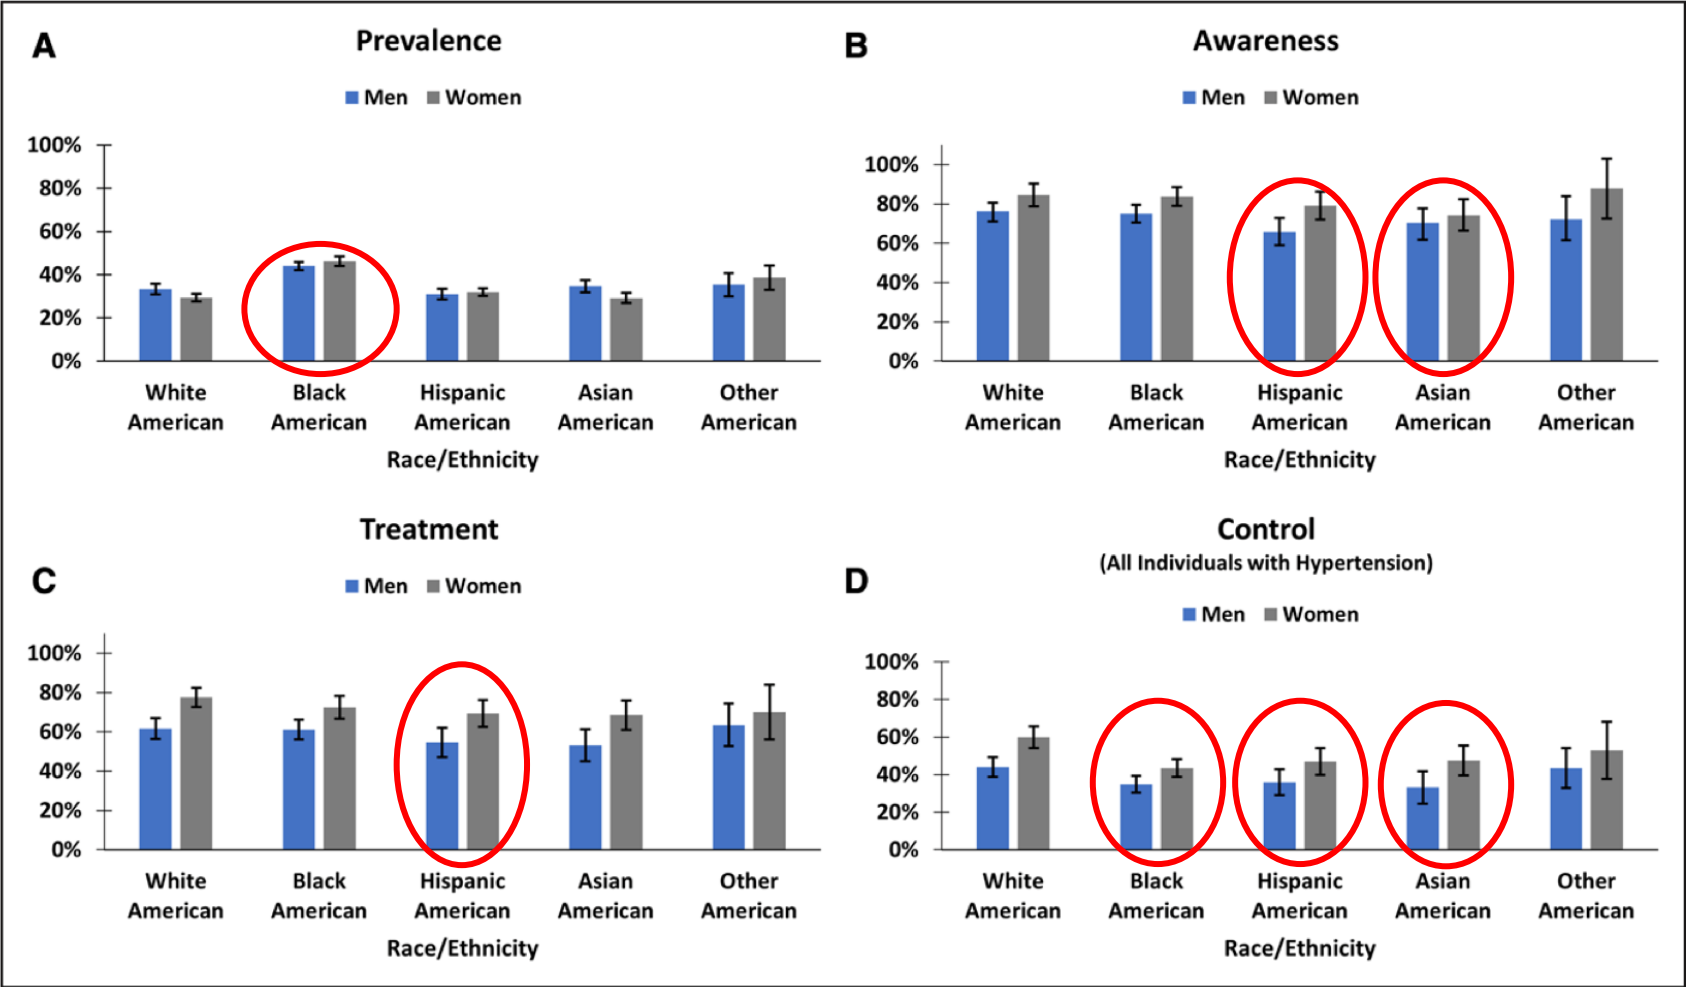 A
Prevalence
Men Women
100%
80%
60%
40%
20%
0%
White American
Black American
Hispanic American
Asian American
Other American
Race/Ethnicity
B
Awareness
Men Women
100%
80%
60%
40%
20%
0%
White American
Black American
Hispanic American
Asian American
Other American
Race/Ethnicity
C
Treatment
Men Women
100%
80%
60%
40%
20%
0%
White American
Black American
Hispanic American
Asian American
Other American
Race/Ethnicity
D
Control
(All Individuals with Hypertension)
Men Women
100%
80%
60%
40%
20%
0%
White American
Black American
Hispanic American
Asian American
Other American
Race/Ethnicity